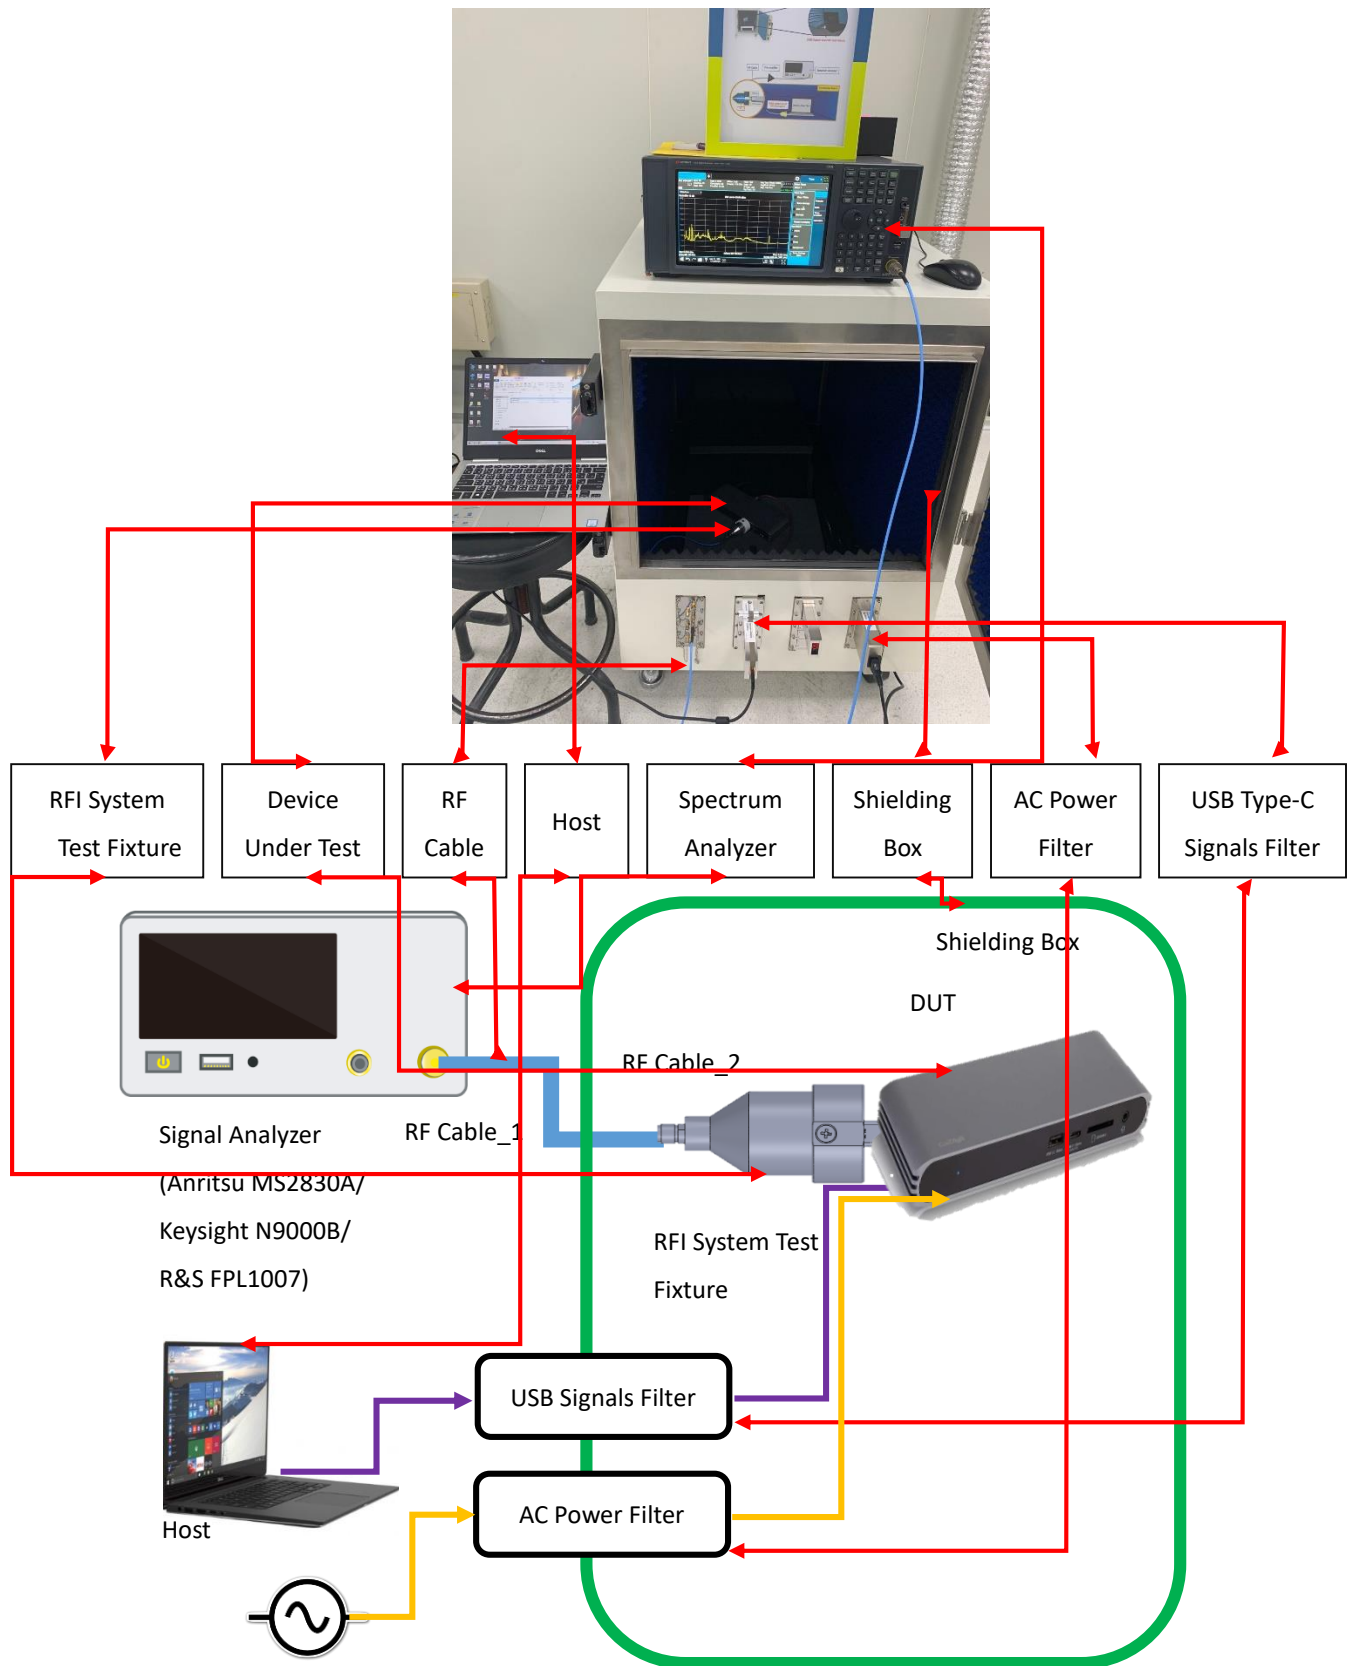 RFI System
Test Fixture
Device
Under Test
RF
Cable
Host
Spectrum
Analyzer
Shielding
Box
AC Power
Filter
USB Type-C
Signals Filter
Shielding Box
DUT
RF Cable_2
Signal Analyzer
RF Cable_1
(Anritsu MS2830A/
Keysight N9000B/
R&S FPL1007)
RFI System Test
Fixture
USB Signals Filter
AC Power Filter
Host